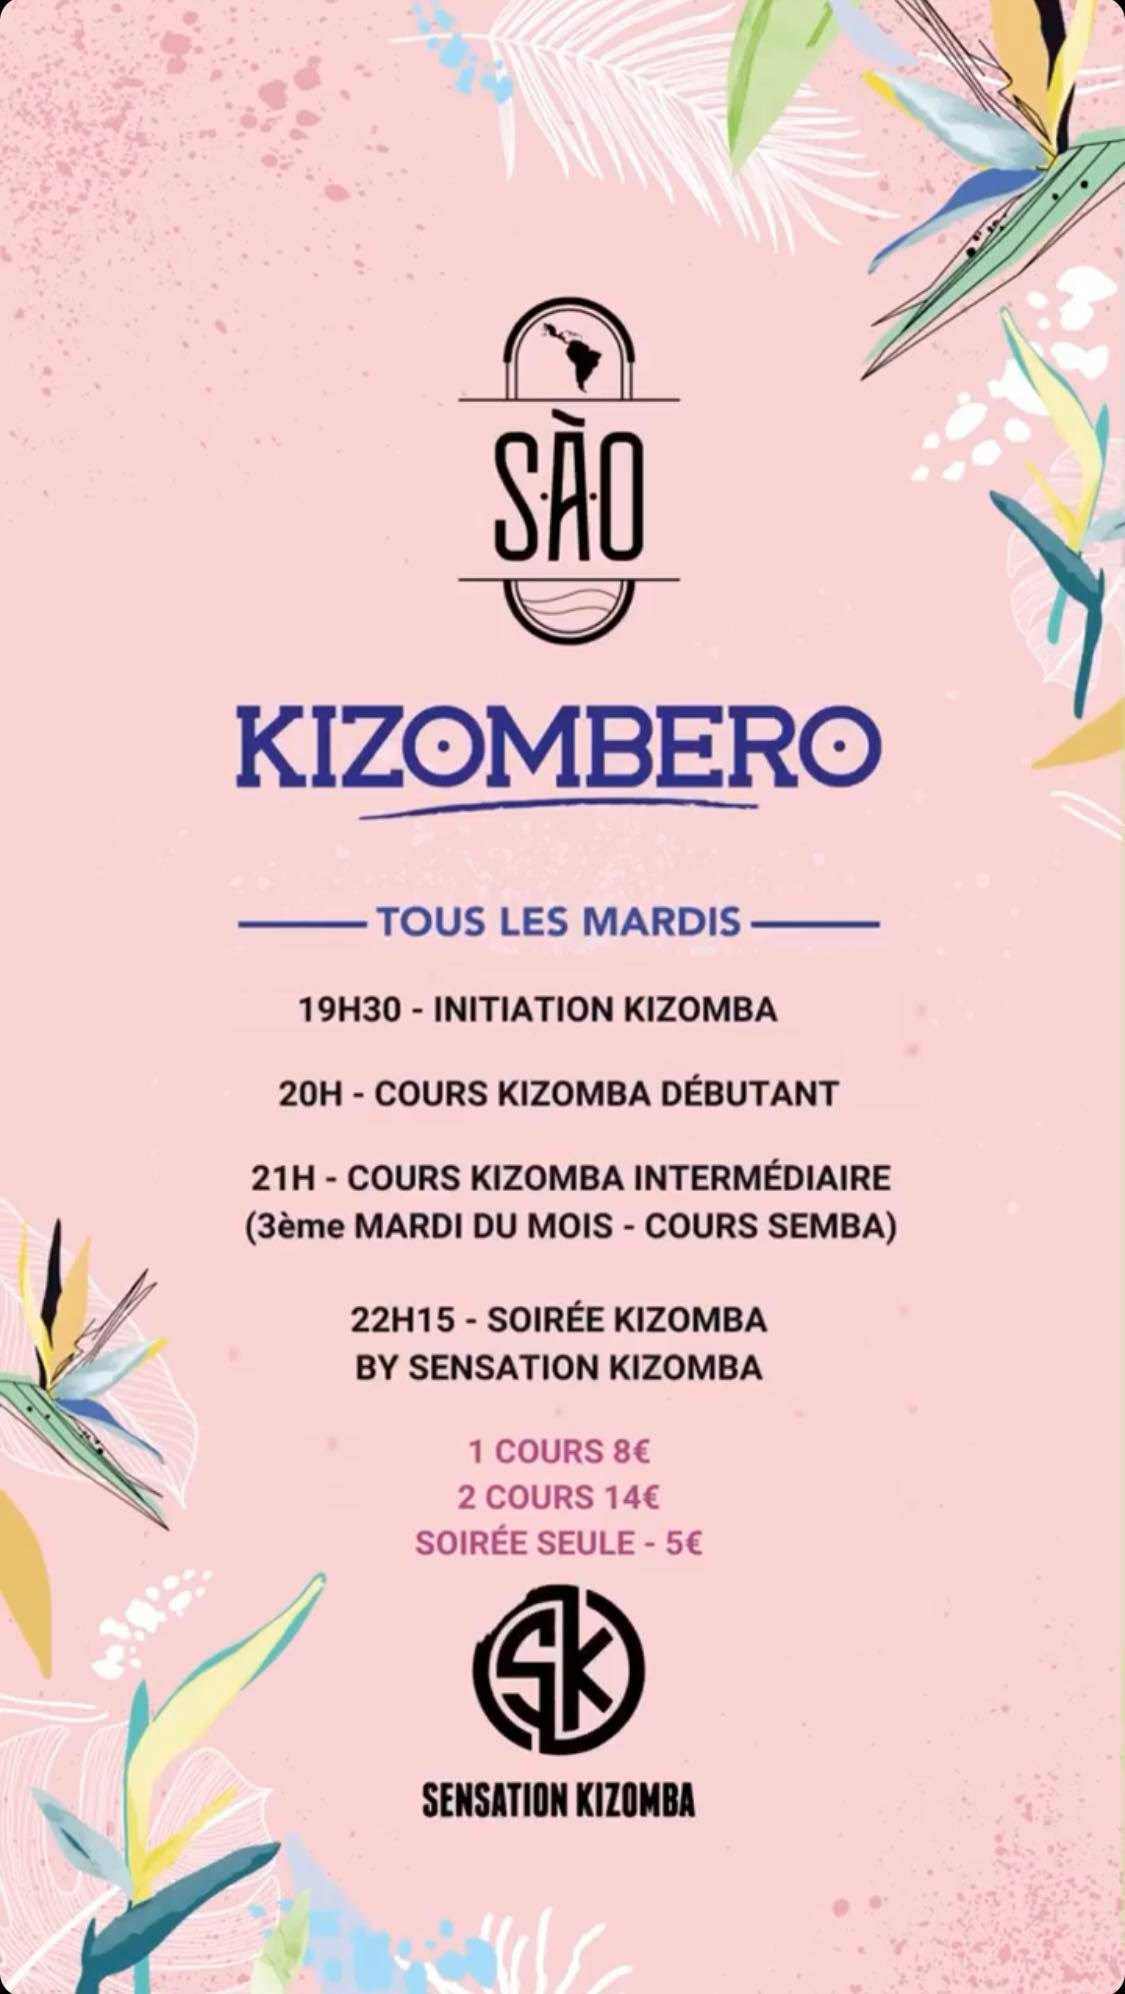 SÃO
KIZOMBERO
TOUS LES MARDIS
19H30 - INITIATION KIZOMBA
20H - COURS KIZOMBA DÉBUTANT
21H - COURS KIZOMBA INTERMÉDIAIRE
(3ème MARDI DU MOIS - COURS SEMBA)
22H15 - SOIRÉE KIZOMBA
BY SENSATION KIZOMBA
1 COURS 8€
2 COURS 14€
SOIRÉE SEULE - 5€
SK
SENSATION KIZOMBA